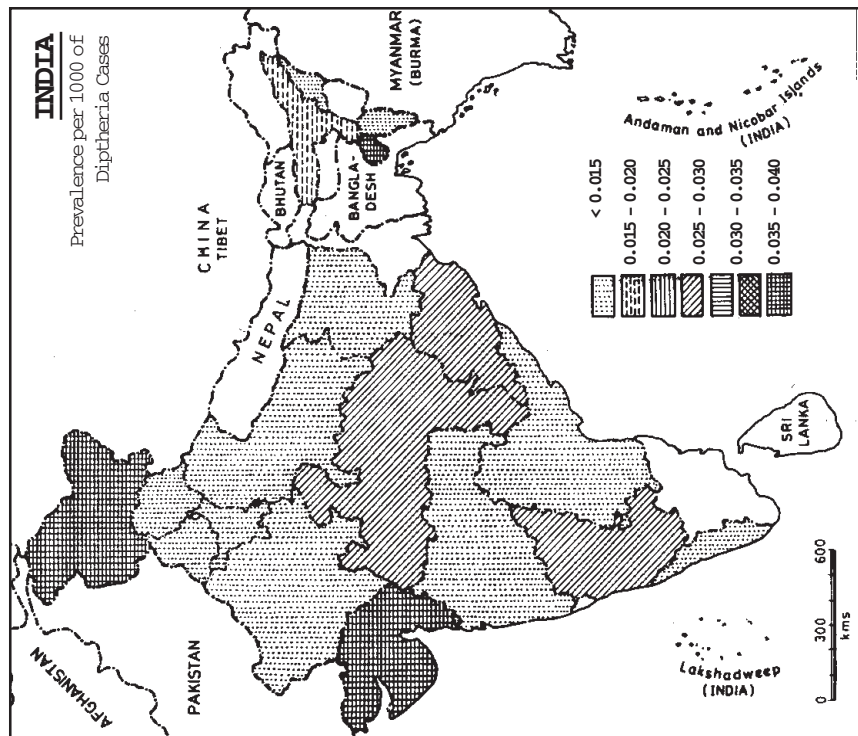 INDIA
Prevalence per 1000 of
Diptheria Cases
AFGHANISTAN
PAKISTAN
CHINA
TIBET
NEPAL
BHUTAN
BANGLA-
DESH
MYANMAR
(BURMA)
Andaman and Nicobar Islands
(INDIA)
< 0.015
0.015 - 0.020
0.020 - 0.025
0.025 - 0.030
0.030 - 0.035
0.035 - 0.040
SRI
LANKA
Lakshadweep
(INDIA)
0 300 600
kms